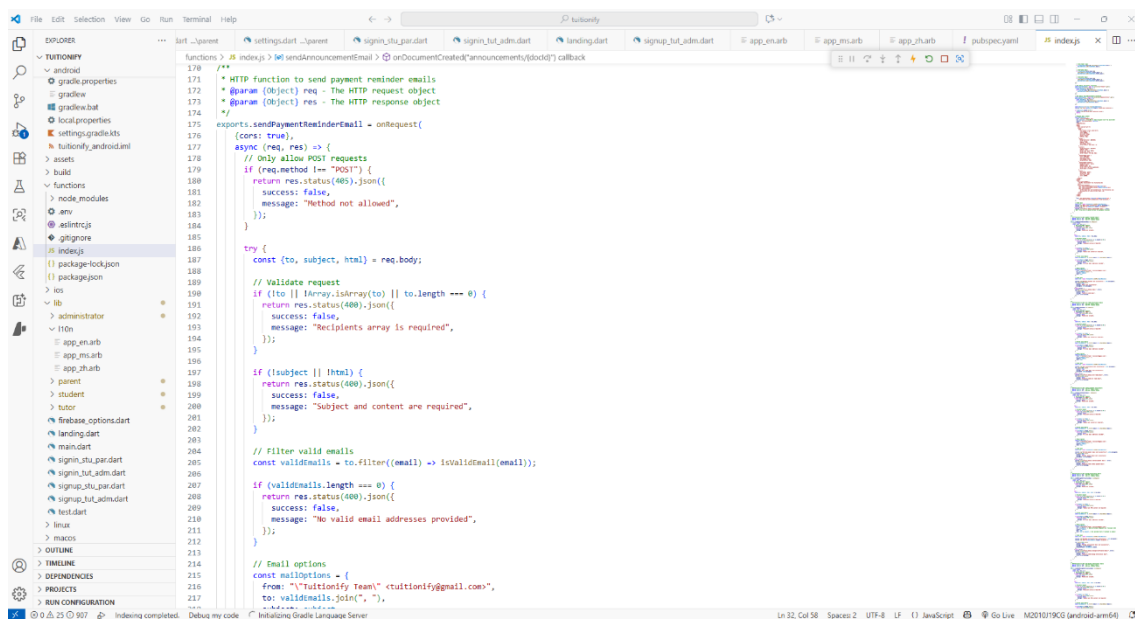 File Edit Selection View Go Run Terminal Help
tuitionify
EXPLORER
lart ...\parent
settings.dart ...\parent
signin_stu_par.dart
signin_tut_adm.dart
landing.dart
signup_tut_adm.dart
app_en.arb
app_ms.arb
app_zh.arb
pubspec.yaml
JS index.js
functions > JS index.js > sendAnnouncementEmail > onDocumentCreated("announcements/{docId}") callback
TUITIONIFY
android
gradle.properties
gradlew
gradlew.bat
local.properties
settings.gradle.kts
tuitionify_android.iml
assets
build
functions
node_modules
.env
.eslintrc.js
.gitignore
JS index.js
{} package-lock.json
{} package.json
ios
lib
administrator
l10n
app_en.arb
app_ms.arb
app_zh.arb
parent
student
tutor
firebase_options.dart
landing.dart
main.dart
signin_stu_par.dart
signin_tut_adm.dart
signup_stu_par.dart
signup_tut_adm.dart
test.dart
linux
macos
OUTLINE
TIMELINE
DEPENDENCIES
PROJECTS
RUN CONFIGURATION
170 /**
171 * HTTP function to send payment reminder emails
172 * @param {Object} req - The HTTP request object
173 * @param {Object} res - The HTTP response object
174 */
175 exports.sendPaymentReminderEmail = onRequest(
176 {cors: true},
177 async (req, res) => {
178 // Only allow POST requests
179 if (req.method !== "POST") {
180 return res.status(405).json({
181 success: false,
182 message: "Method not allowed",
183 });
184 }
185
186 try {
187 const {to, subject, html} = req.body;
188
189 // Validate request
190 if (!to || !Array.isArray(to) || to.length === 0) {
191 return res.status(400).json({
192 success: false,
193 message: "Recipients array is required",
194 });
195 }
196
197 if (!subject || !html) {
198 return res.status(400).json({
199 success: false,
200 message: "Subject and content are required",
201 });
202 }
203
204 // Filter valid emails
205 const validEmails = to.filter((email) => isValidEmail(email));
206
207 if (validEmails.length === 0) {
208 return res.status(400).json({
209 success: false,
210 message: "No valid email addresses provided",
211 });
212 }
213
214 // Email options
215 const mailOptions = {
216 from: "\"Tuitionify Team\" <tuitionify@gmail.com>",
217 to: validEmails.join(", "),
0 25 907 Indexing completed. Debug my code Initializing Gradle Language Server
Ln 32, Col 58 Spaces: 2 UTF-8 LF {} JavaScript Go Live M2010J19CG (android-arm64)